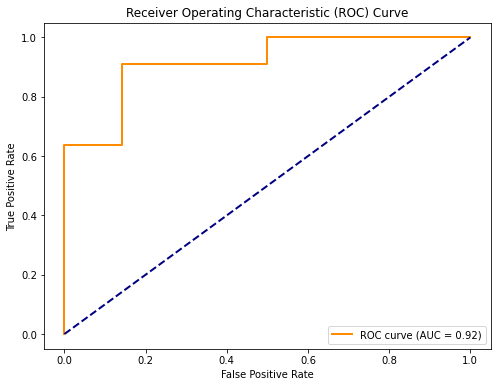 Receiver Operating Characteristic (ROC) Curve
True Positive Rate
1.0
0.8
0.6
0.4
0.2
0.0
ROC curve (AUC = 0.92)
0.0 0.2 0.4 0.6 0.8 1.0
False Positive Rate